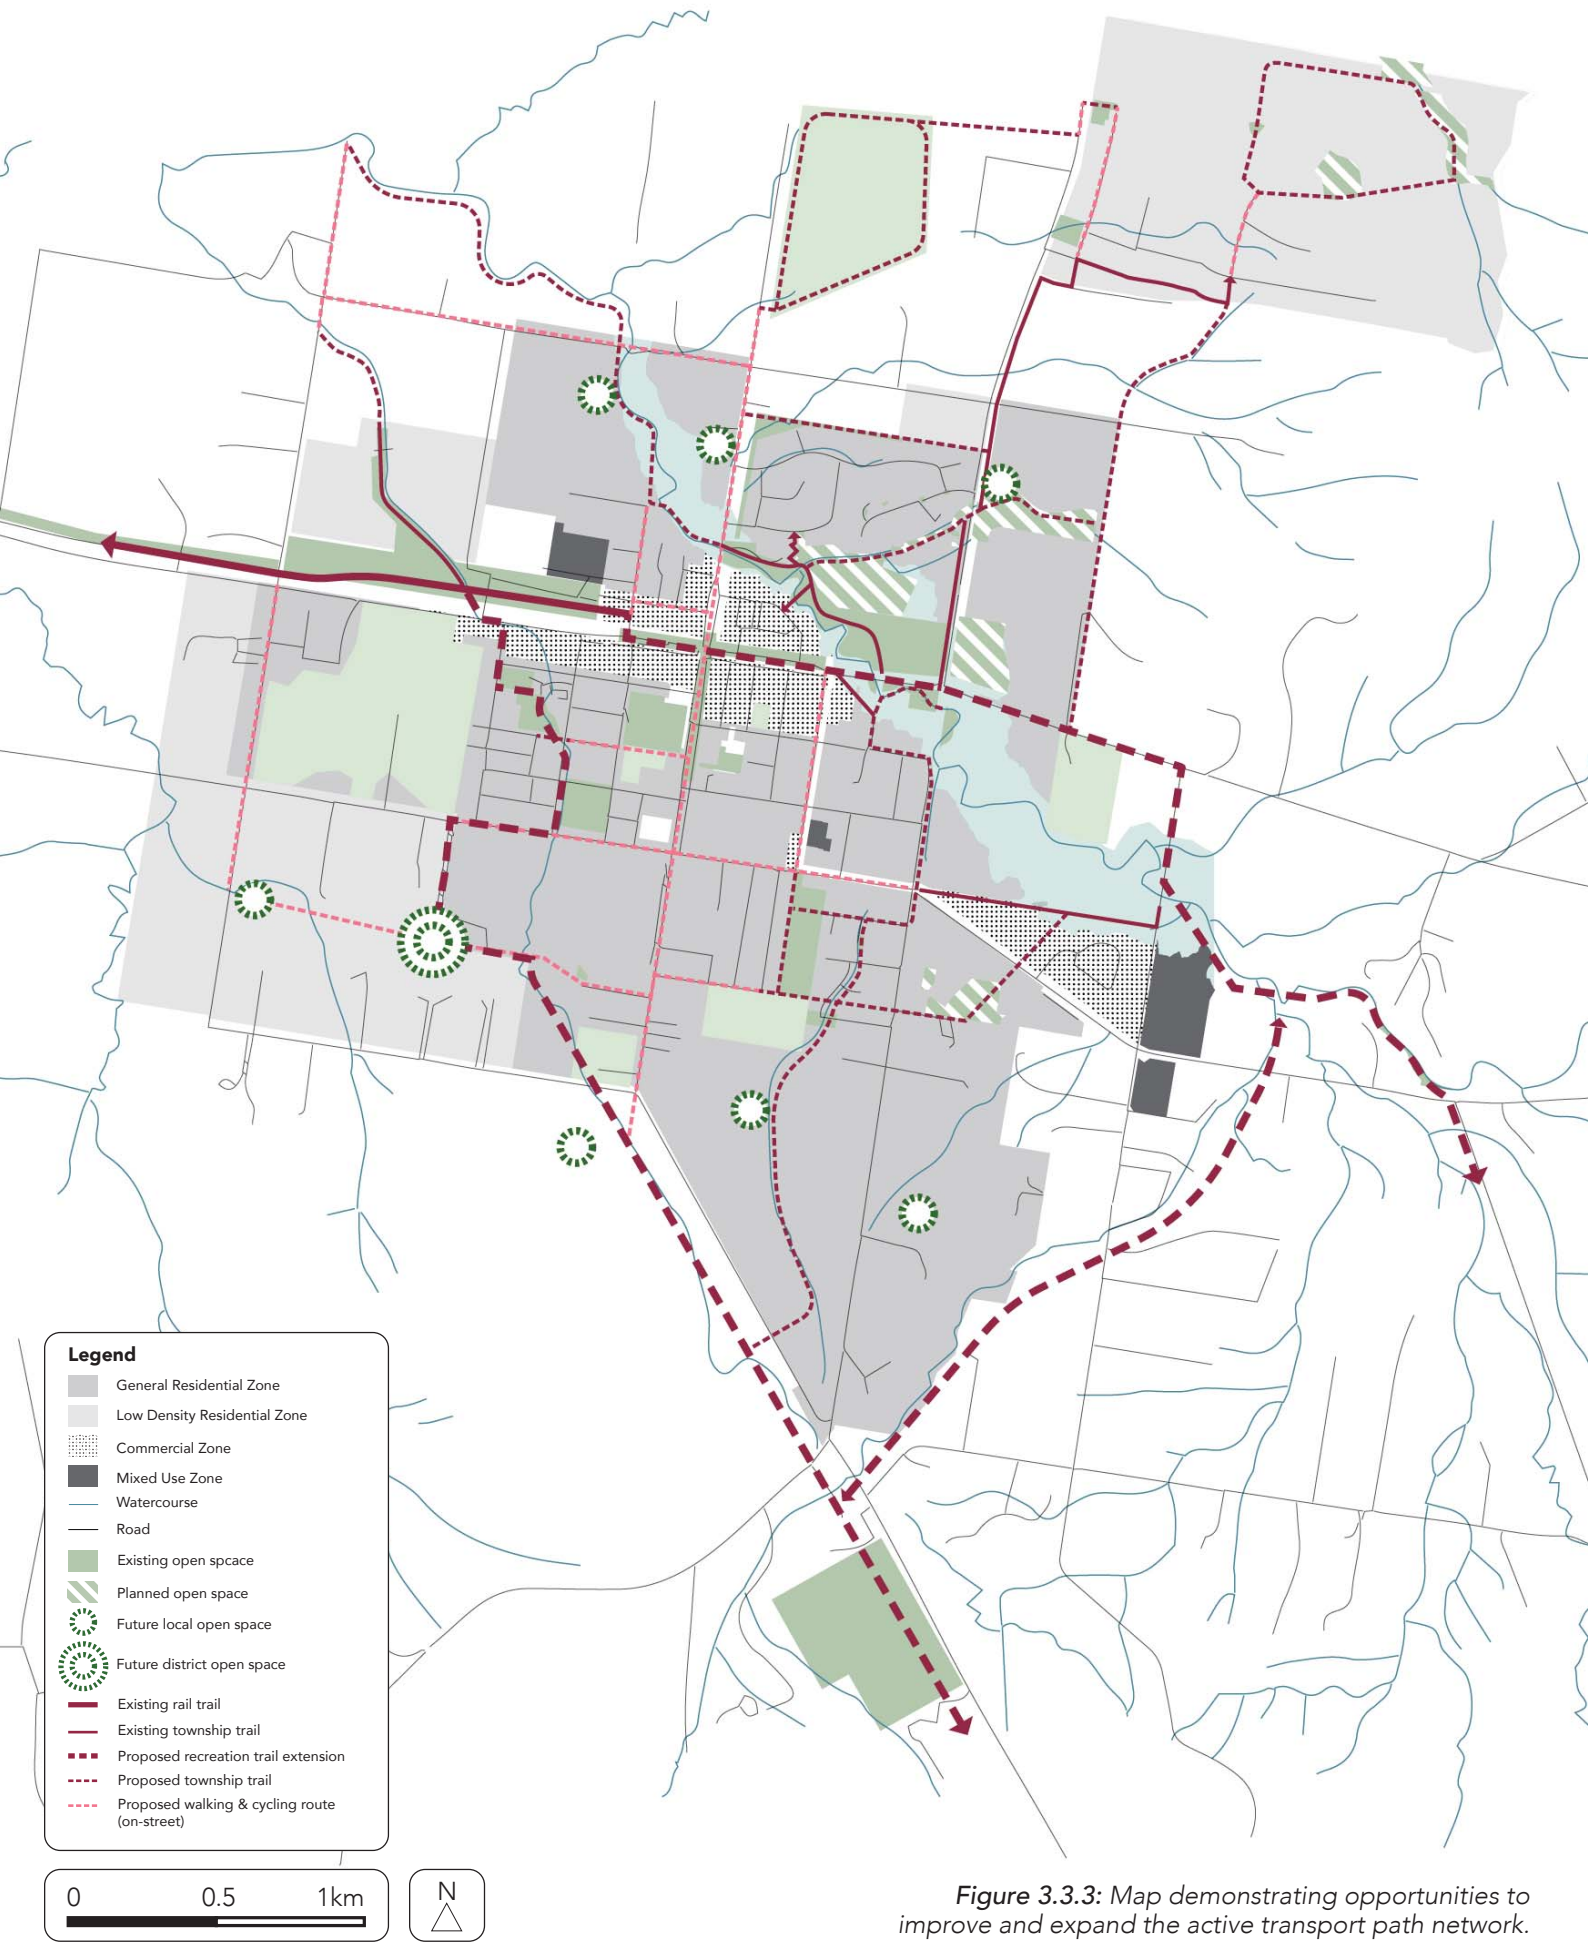 Legend
General Residential Zone
Low Density Residential Zone
Commercial Zone
Mixed Use Zone
Watercourse
Road
Existing open spcace
Planned open space
Future local open space
Future district open space
Existing rail trail
Existing township trail
Proposed recreation trail extension
Proposed township trail
Proposed walking & cycling route
(on-street)
0 0.5 1km
N
Figure 3.3.3: Map demonstrating opportunities to
improve and expand the active transport path network.